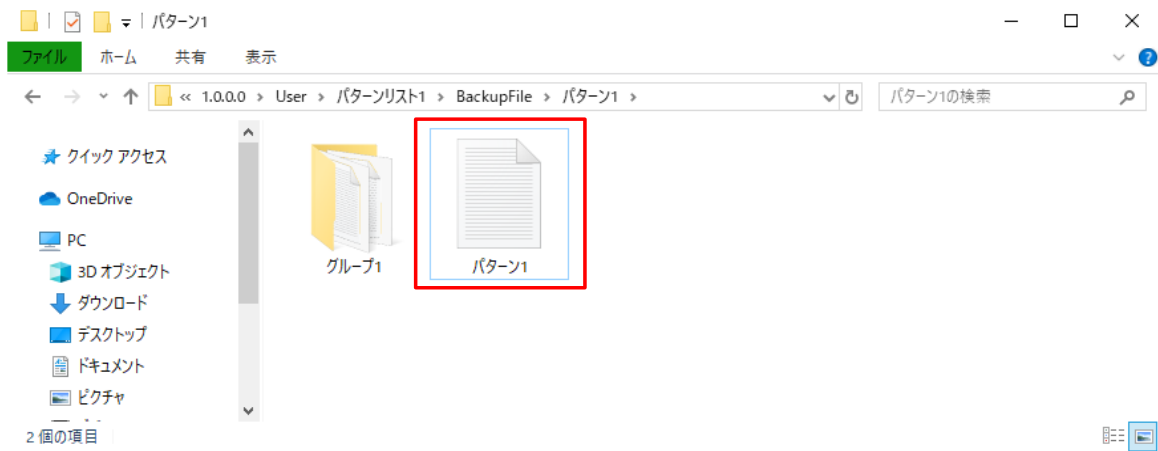 パターン1
ファイル ホーム 共有 表示
« 1.0.0.0 > User > パターンリスト1 > BackupFile > パターン1 > パターン1の検索
クイック アクセス
OneDrive
PC
3D オブジェクト
ダウンロード
デスクトップ
ドキュメント
ピクチャ
グループ1
パターン1
2 個の項目